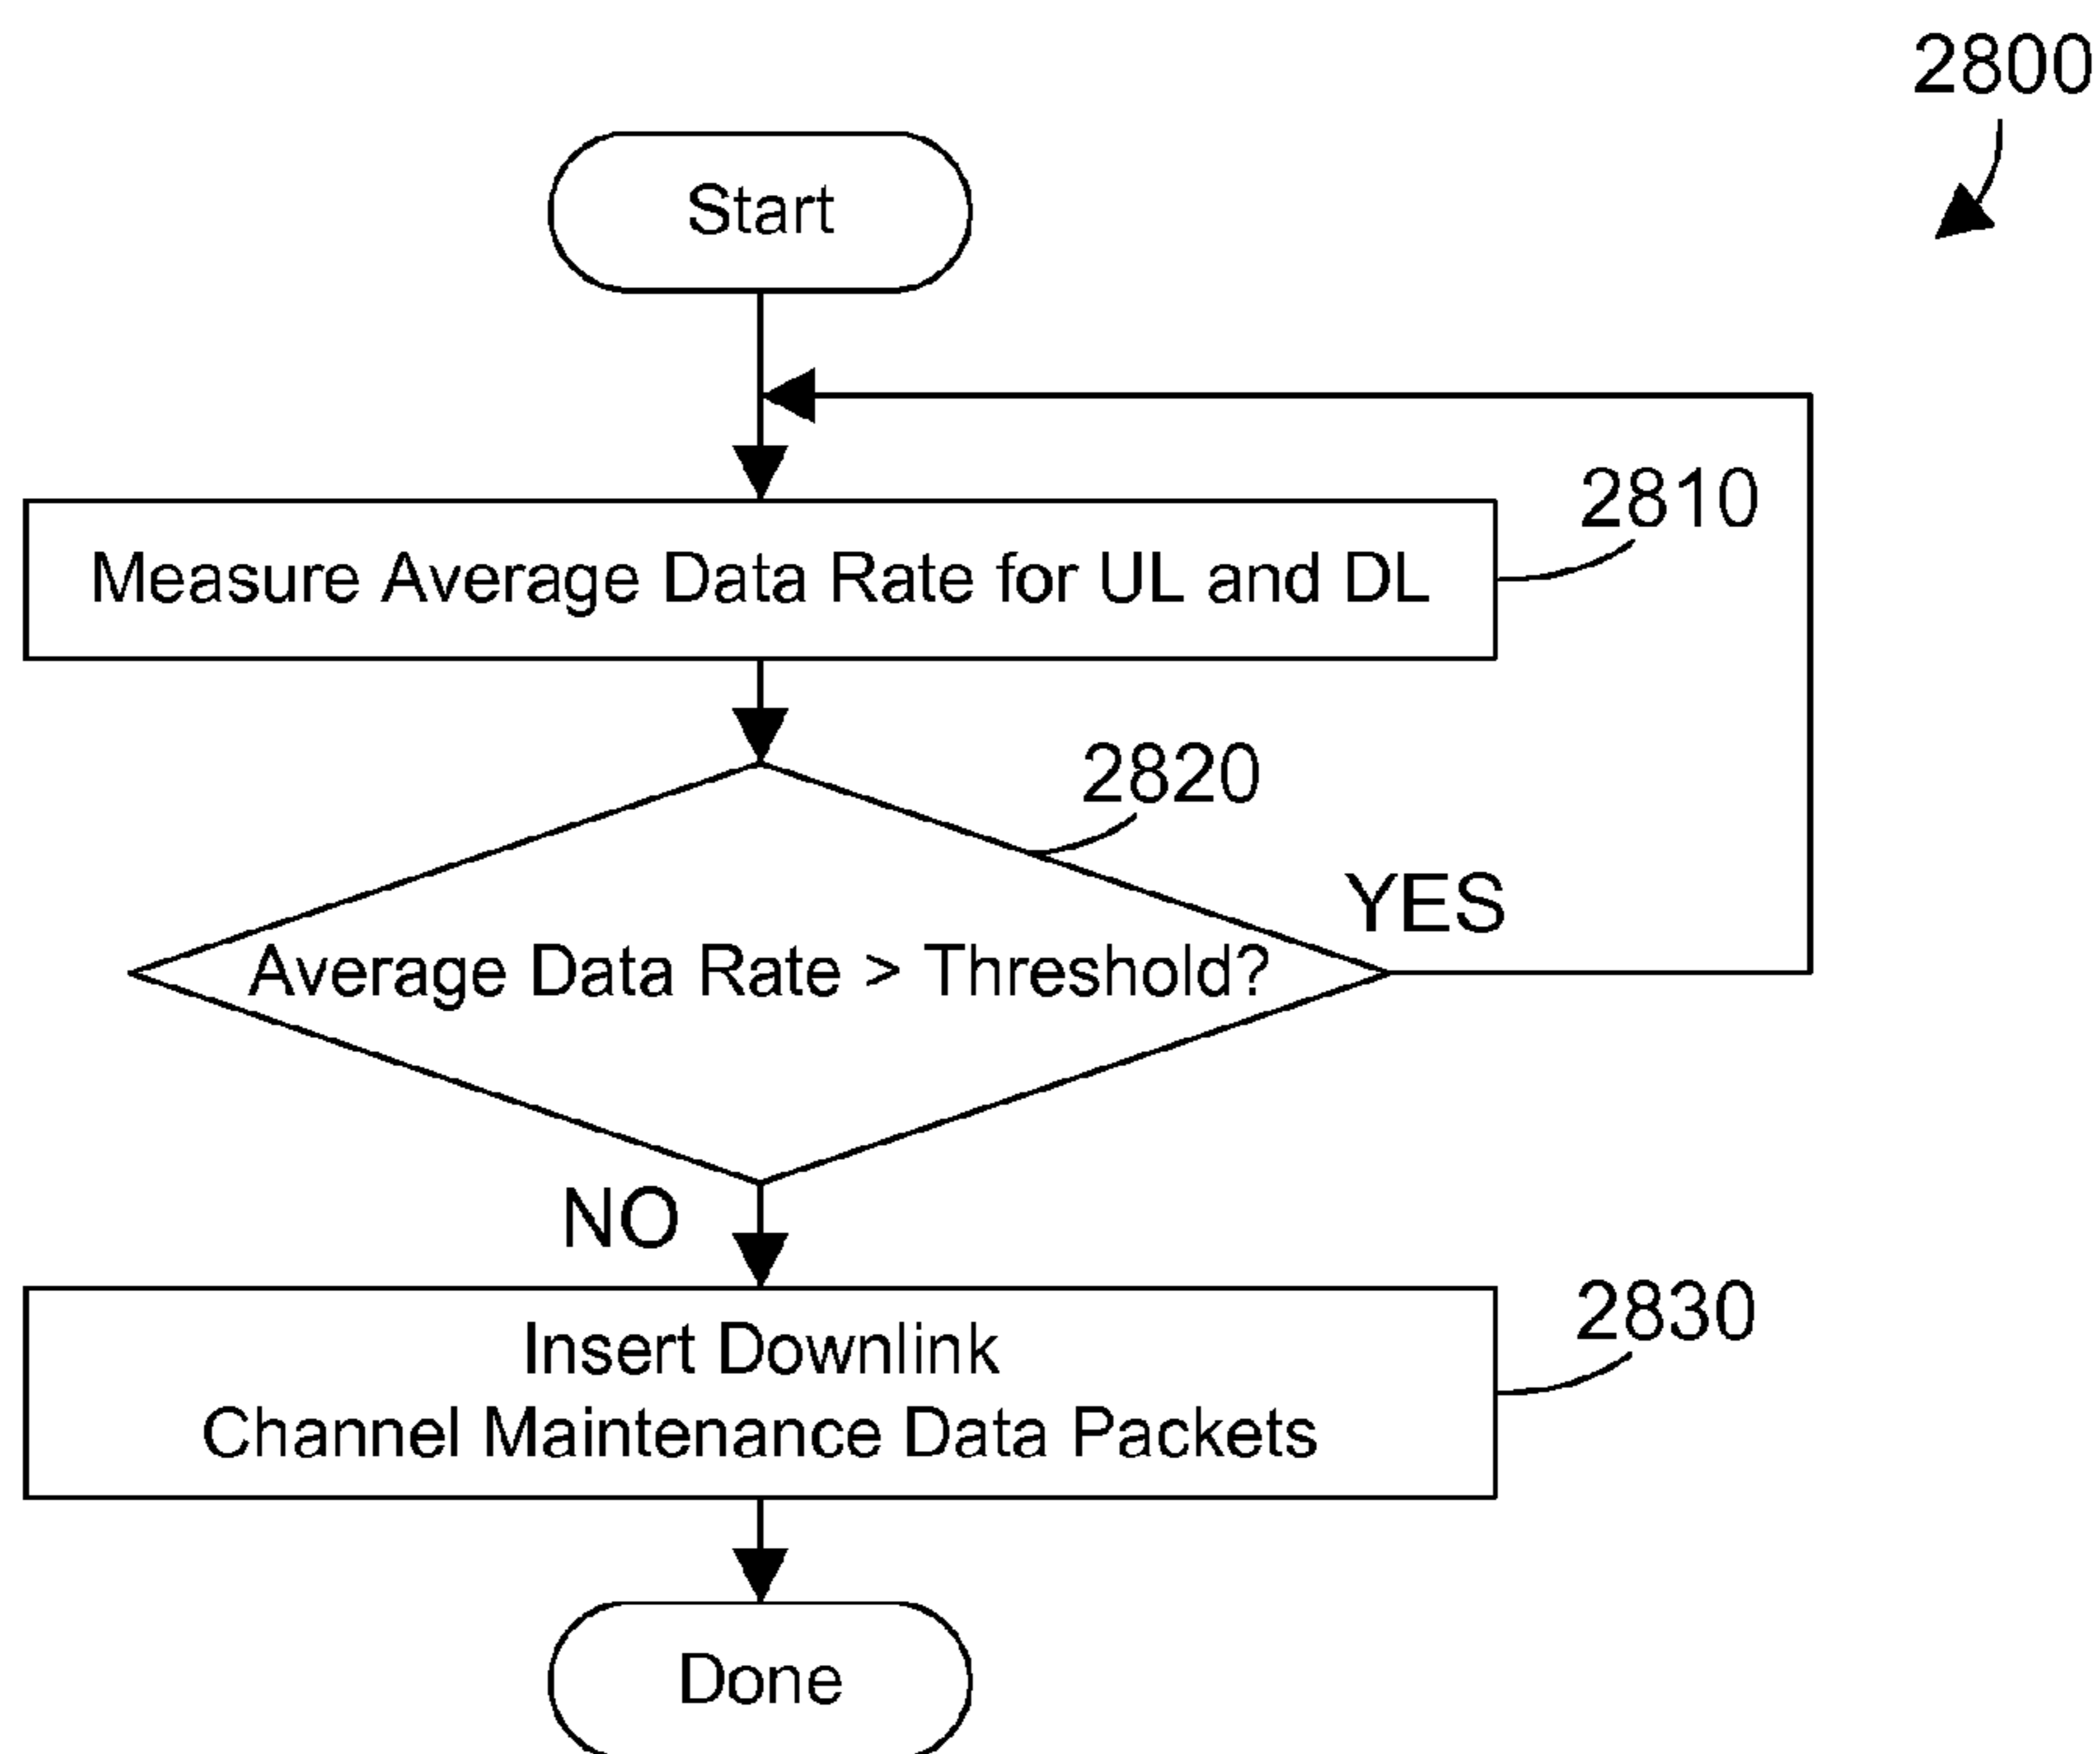 2800
Start
2810
Measure Average Data Rate for UL and DL
2820
YES
Average Data Rate > Threshold?
NO
2830
Insert Downlink
Channel Maintenance Data Packets
Done